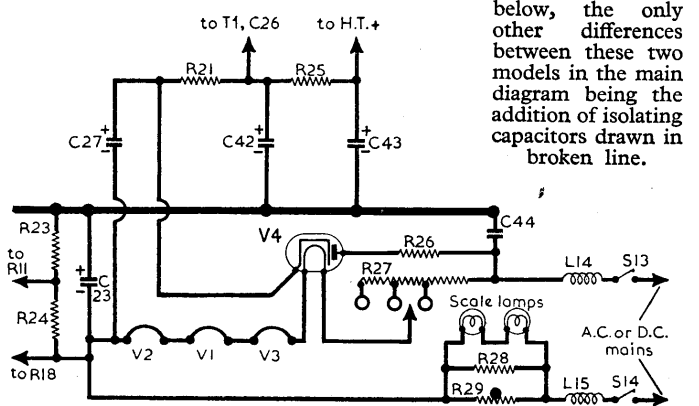 to T1, C26
to H.T.+
below, the only
other differences
between these two
models in the main
diagram being the
addition of isolating
capacitors drawn in
broken line.
R21
R25
+
C27
-
+
C42
-
+
C43
-
R23
to
R11
R24
to R18
+
C
23
-
V4
C44
R26
R27
L14
S13
Scale lamps
A.C. or D.C.
mains
V2
V1
V3
R28
R29
L15
S14